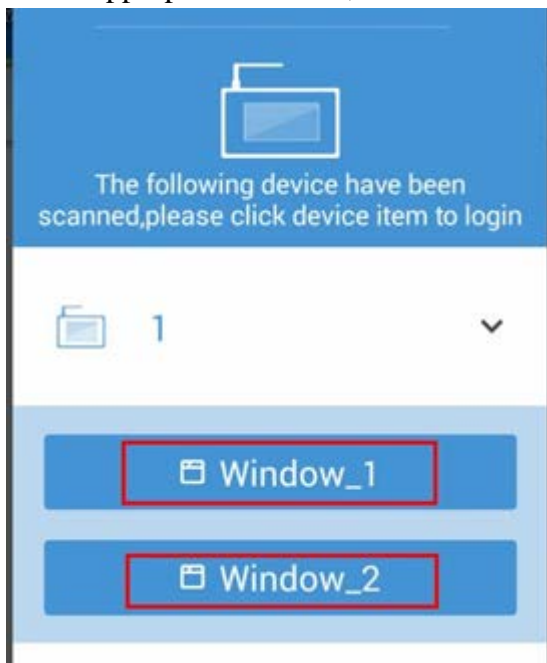 The following device have been
scanned,please click device item to login
1
Window_1
Window_2